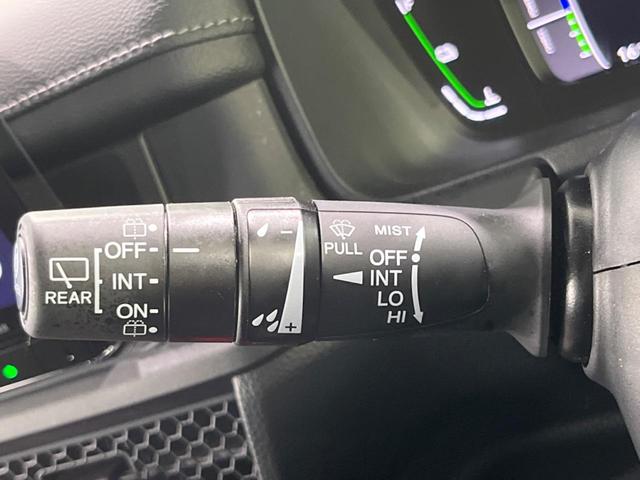 OFF
INT
REAR
ON
−
+
PULL
MIST
OFF
INT
LO
HI